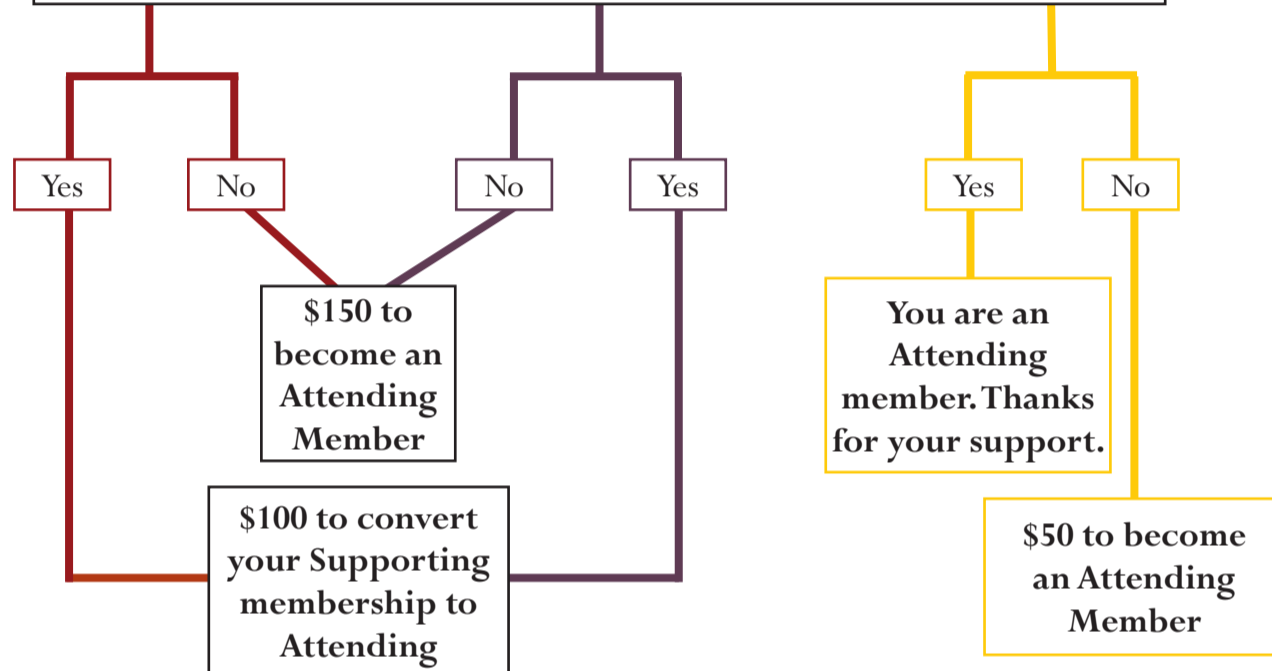 Yes
No
No
Yes
Yes
No
$150 to
become an
Attending
Member
You are an
Attending
member. Thanks
for your support.
$100 to convert
your Supporting
membership to
Attending
$50 to become
an Attending
Member